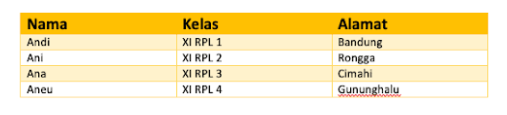 Nama Kelas Alamat
Andi XI RPL 1 Bandung
Ani XI RPL 2 Rongga
Ana XI RPL 3 Cimahi
Aneu XI RPL 4 Gununghalu